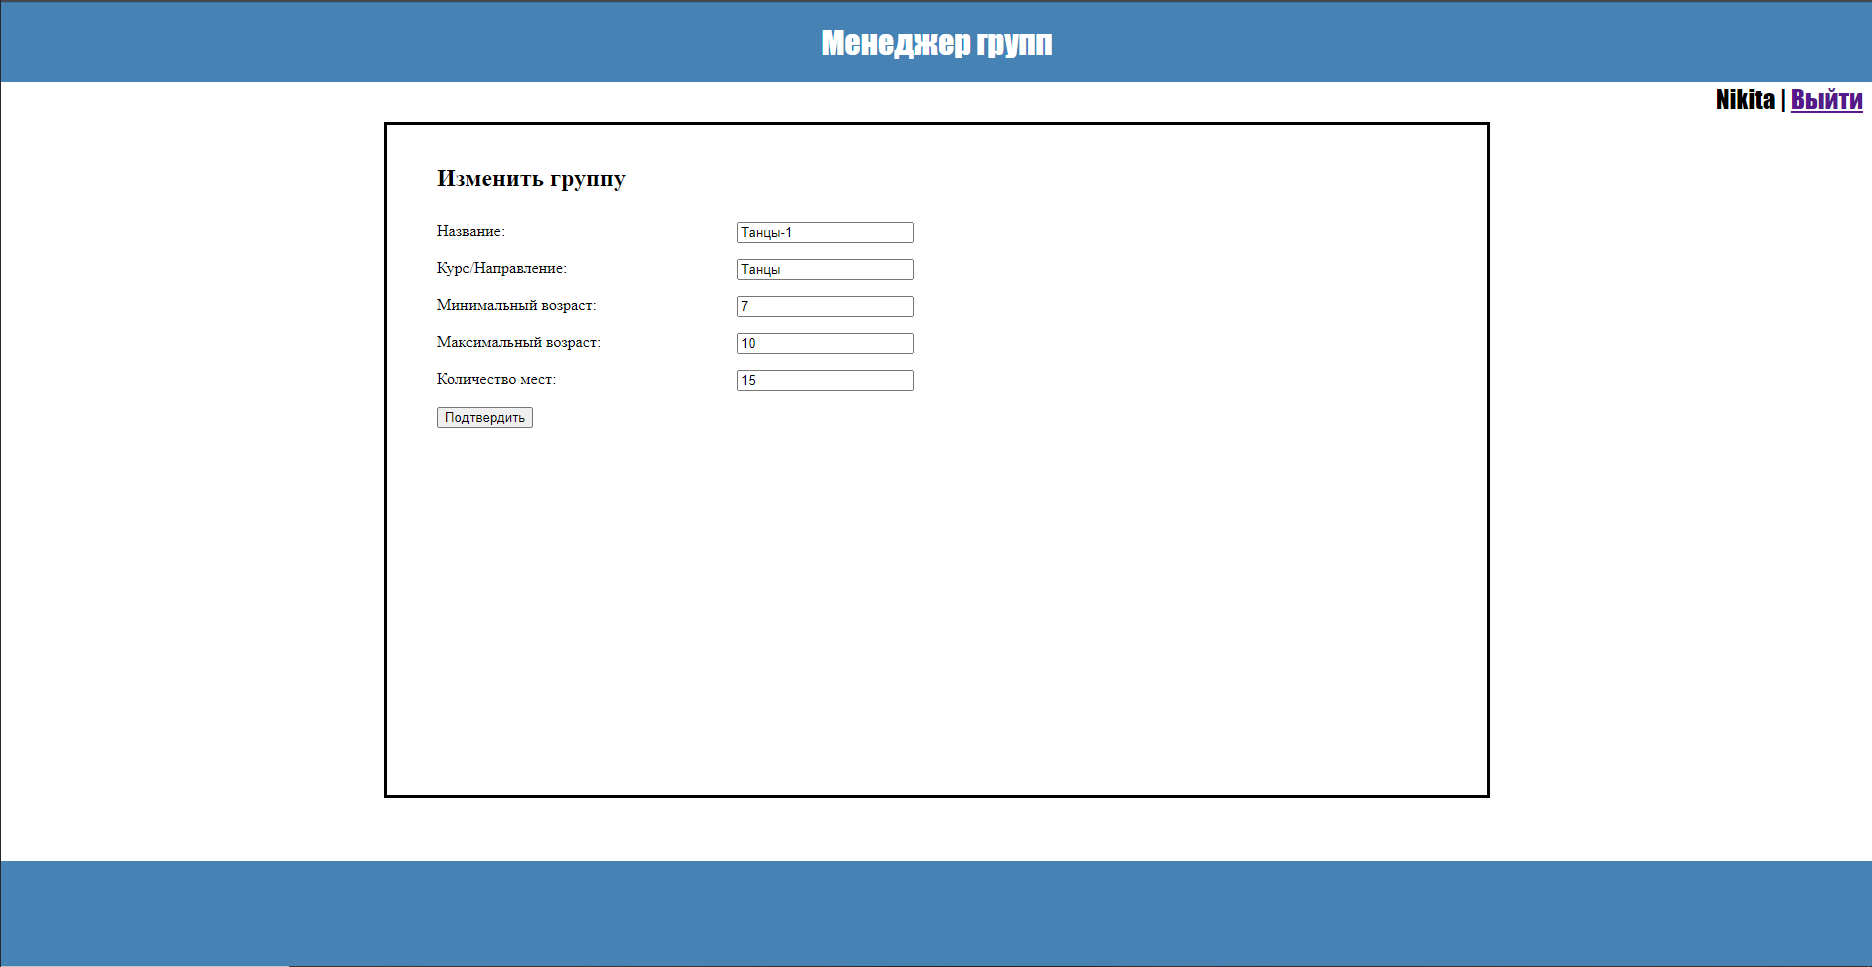 Менеджер групп
Nikita | Выйти
Изменить группу
Название: Танцы-1
Курс/Направление: Танцы
Минимальный возраст: 7
Максимальный возраст: 10
Количество мест: 15
Подтвердить